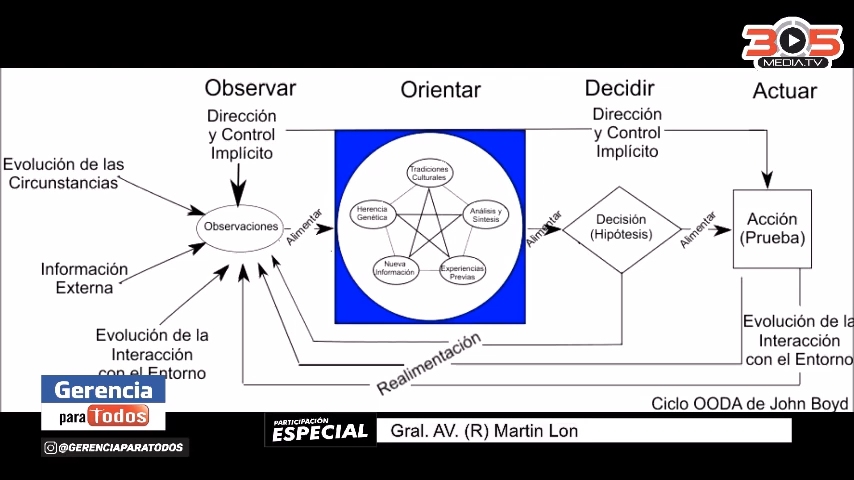 305
MEDIA.TV
Observar
Orientar
Decidir
Actuar
Dirección
y Control
Implícito
Dirección
y Control
Implícito
Evolución de las
Circunstancias
Tradiciones
Culturales
Herencia
Genética
Análisis y
Síntesis
Observaciones
Alimentar
Alimentar
Decisión
(Hipótesis)
Alimentar
Acción
(Prueba)
Información
Externa
Nueva
Información
Experiencias
Previas
Evolución de la
Interacción
con el Entorno
Evolución de la
Interacción
con el Entorno
Realimentación
Ciclo OODA de John Boyd
Gerencia
para Todos
@GERENCIAPARATODOS
PARTICIPACIÓN
ESPECIAL
Gral. AV. (R) Martin Lon